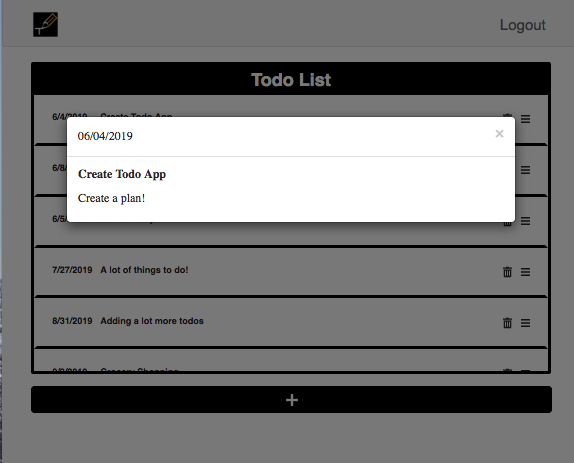 Logout
Todo List
6/4/2019 Create Todo App
06/04/2019 ×
Create Todo App
Create a plan!
6/8/
6/5/
7/27/2019 A lot of things to do!
8/31/2019 Adding a lot more todos
Grocery Shopping
+